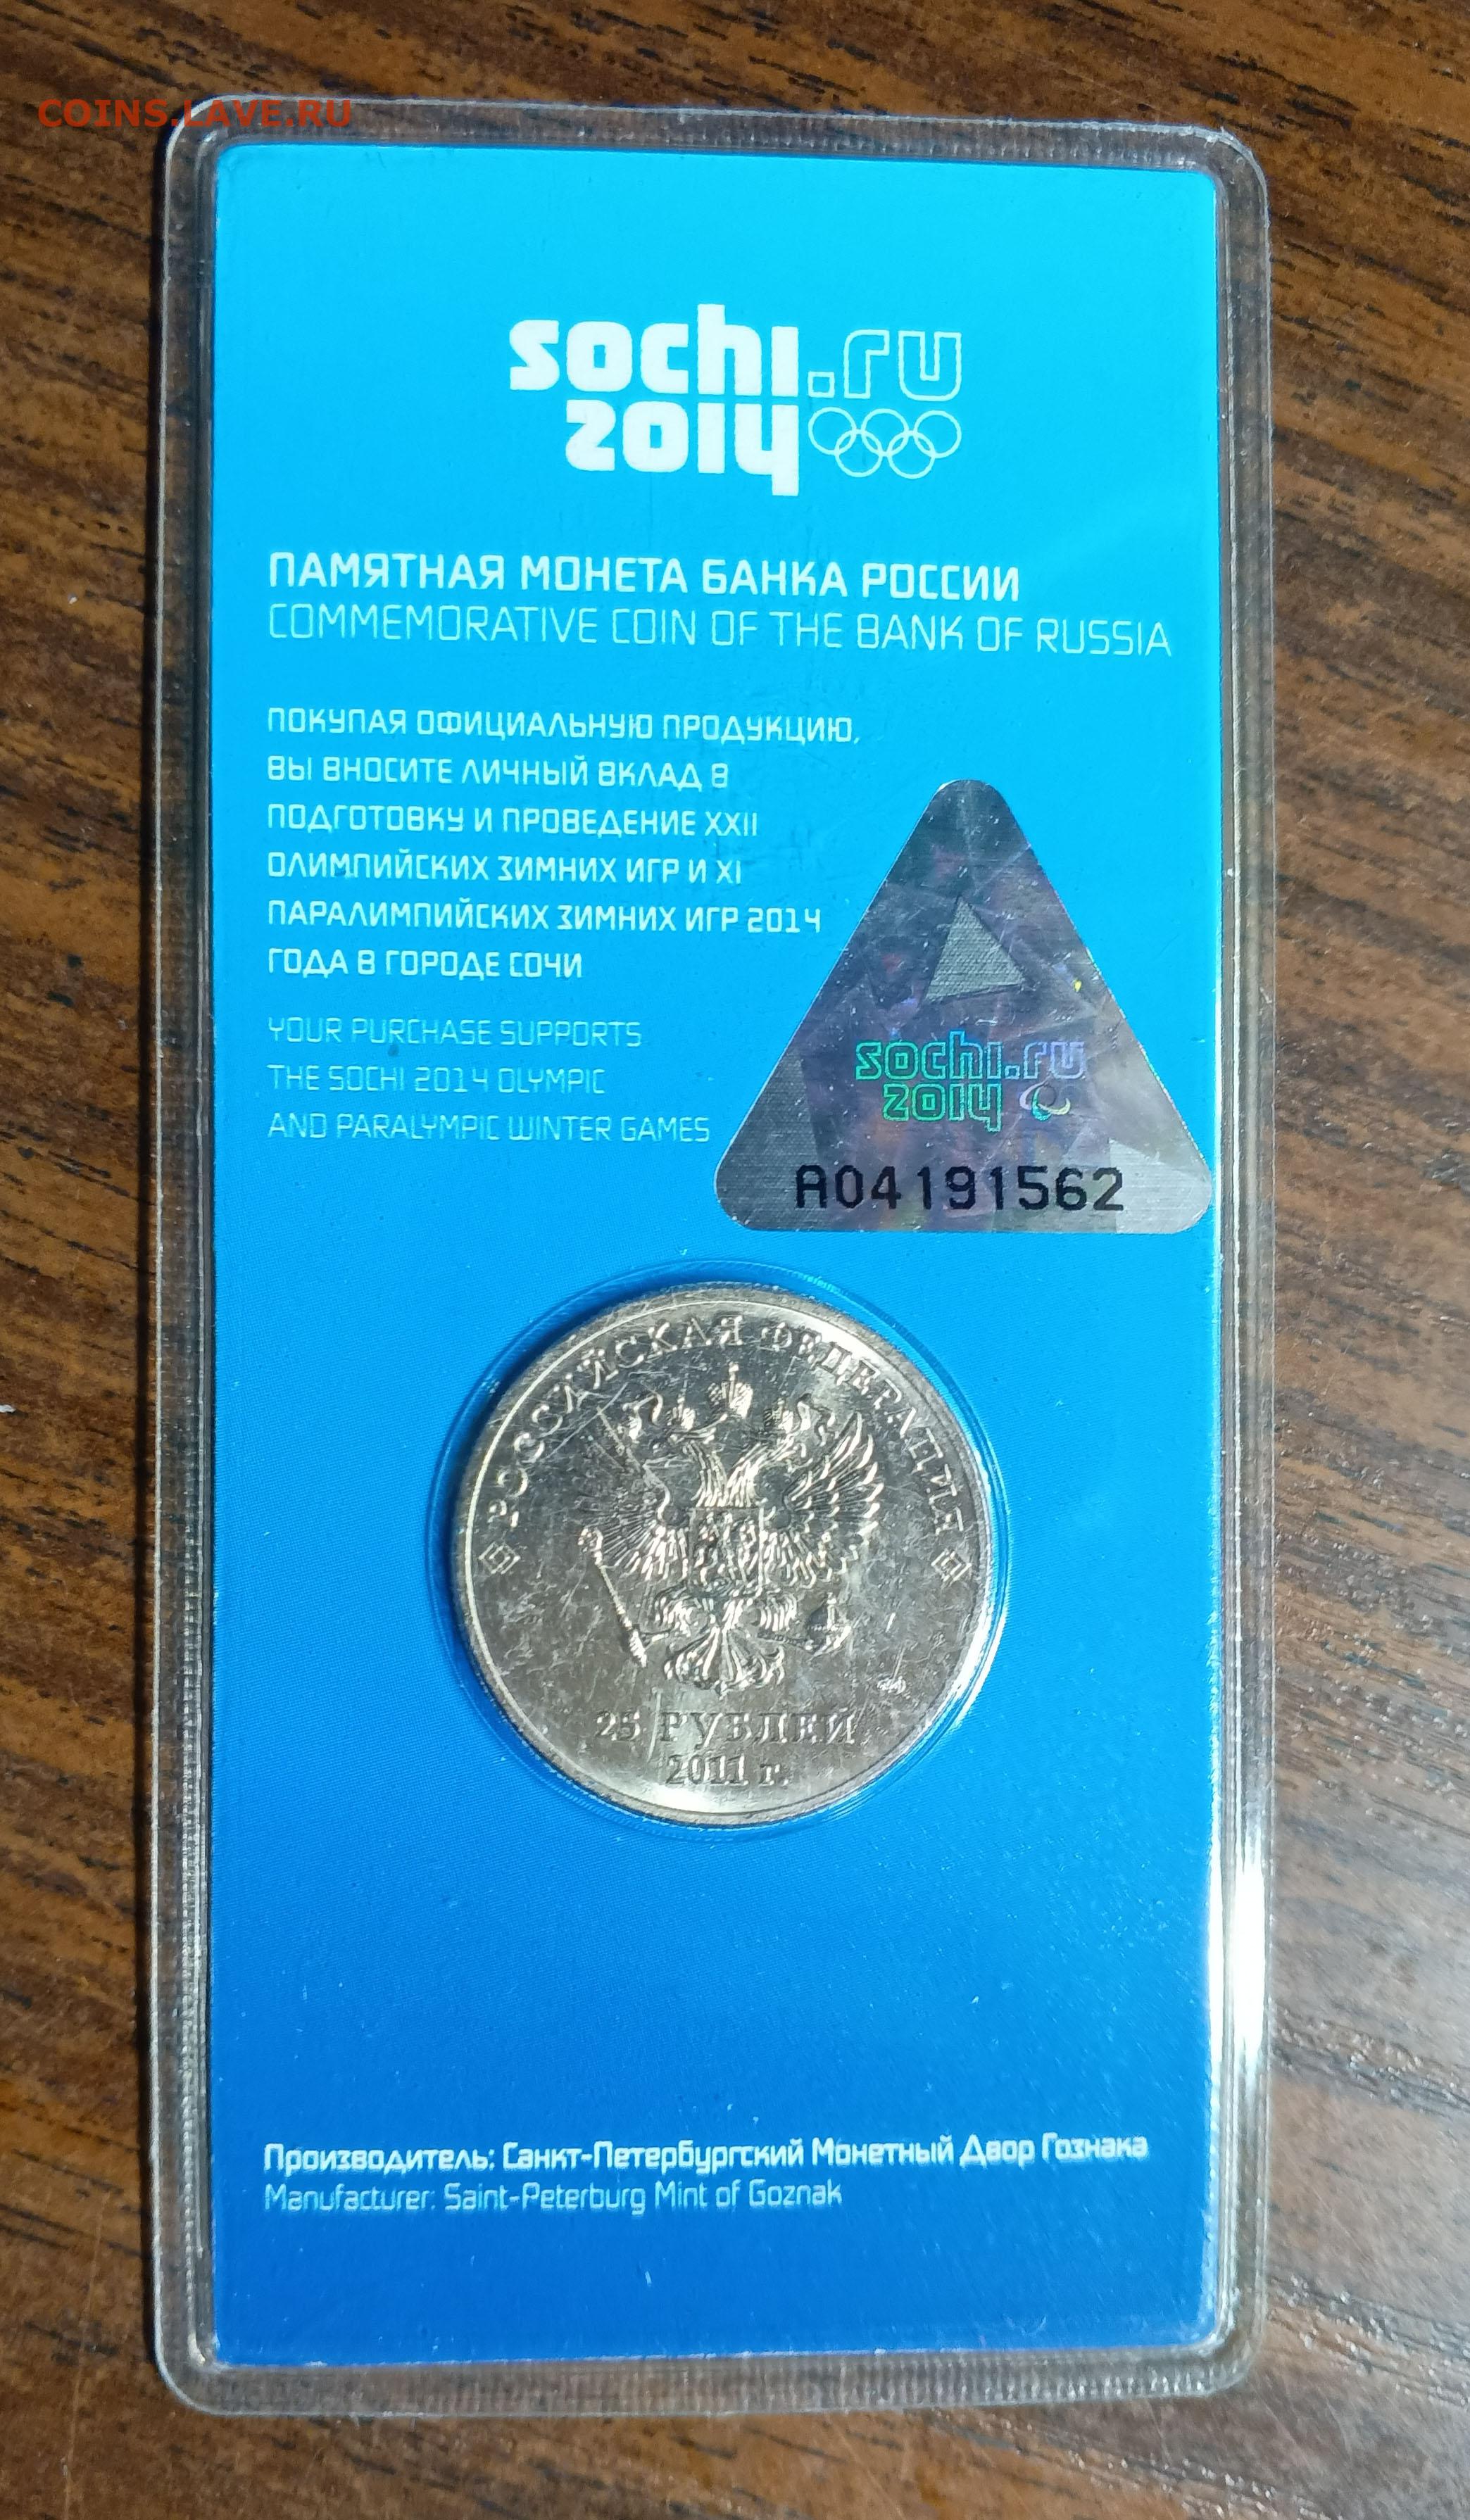 COINS.LAVE.RU
sochi.ru
2014
ПАМЯТНАЯ МОНЕТА БАНКА РОССИИ
COMMEMORATIVE COIN OF THE BANK OF RUSSIA
ПОКУПАЯ ОФИЦИАЛЬНУЮ ПРОДУКЦИЮ,
ВЫ ВНОСИТЕ ЛИЧНЫЙ ВКЛАД В
ПОДГОТОВКУ И ПРОВЕДЕНИЕ XXII
ОЛИМПИЙСКИХ ЗИМНИХ ИГР И XI
ПАРАЛИМПИЙСКИХ ЗИМНИХ ИГР 2014
ГОДА В ГОРОДЕ СОЧИ
YOUR PURCHASE SUPPORTS
THE SOCHI 2014 OLYMPIC
AND PARALYMPIC WINTER GAMES
sochi.ru
2014
A04191562
РОССИЙСКАЯ ФЕДЕРАЦИЯ
25 РУБЛЕЙ
2011 г.
Производитель: Санкт-Петербургский Монетный Двор Гознака
Manufacturer: Saint-Peterburg Mint of Goznak